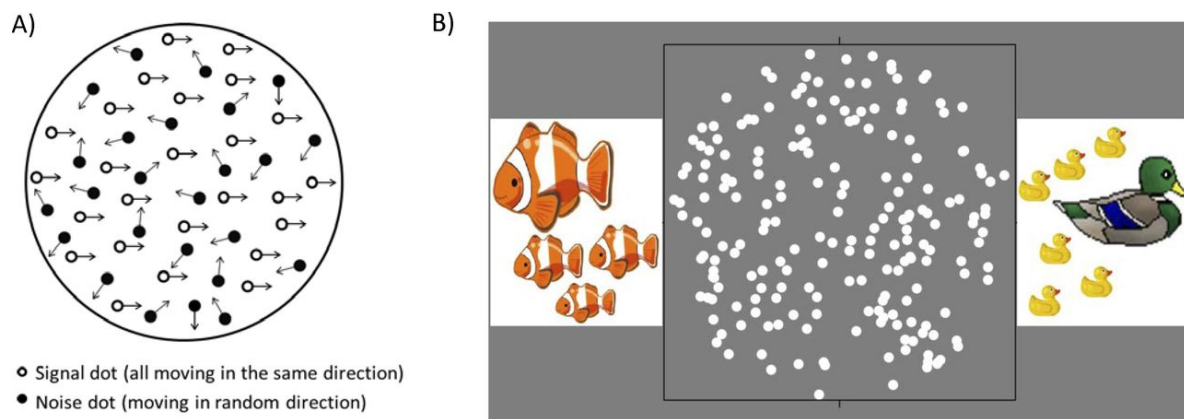 A)
B)
Signal dot (all moving in the same direction)
Noise dot (moving in random direction)